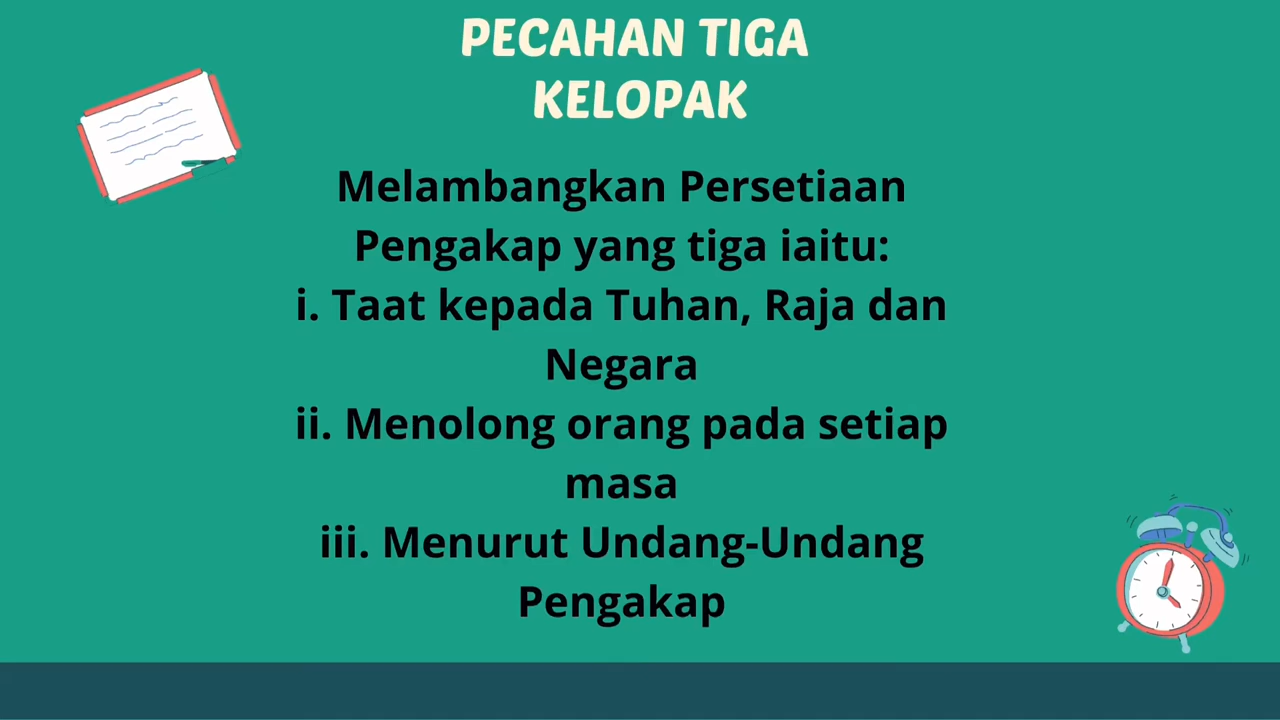 PECAHAN TIGA
KELOPAK
Melambangkan Persetiaan
Pengakap yang tiga iaitu:
i. Taat kepada Tuhan, Raja dan
Negara
ii. Menolong orang pada setiap
masa
iii. Menurut Undang-Undang
Pengakap